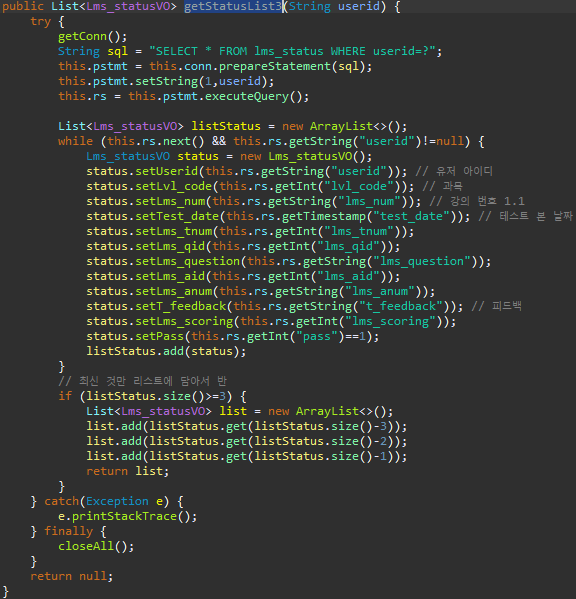 public List<Lms_statusVO> getStatusList3(String userid) {
try {
getConn();
String sql = "SELECT * FROM lms_status WHERE userid=?";
this.pstmt = this.conn.prepareStatement(sql);
this.pstmt.setString(1,userid);
this.rs = this.pstmt.executeQuery();
List<Lms_statusVO> listStatus = new ArrayList<>();
while (this.rs.next() && this.rs.getString("userid")!=null) {
Lms_statusVO status = new Lms_statusVO();
status.setUserid(this.rs.getString("userid")); // 유저 아이디
status.setLvl_code(this.rs.getInt("lvl_code")); // 과목
status.setLms_num(this.rs.getString("lms_num")); // 강의 번호 1.1
status.setTest_date(this.rs.getTimestamp("test_date")); // 테스트 본 날짜
status.setLms_tnum(this.rs.getInt("lms_tnum"));
status.setLms_qid(this.rs.getInt("lms_qid"));
status.setLms_question(this.rs.getString("lms_question"));
status.setLms_aid(this.rs.getInt("lms_aid"));
status.setLms_anum(this.rs.getString("lms_anum"));
status.setT_feedback(this.rs.getString("t_feedback")); // 피드백
status.setLms_scoring(this.rs.getInt("lms_scoring"));
status.setPass(this.rs.getInt("pass")==1);
listStatus.add(status);
}
// 최신 것만 리스트에 담아서 반
if (listStatus.size()>=3) {
List<Lms_statusVO> list = new ArrayList<>();
list.add(listStatus.get(listStatus.size()-3));
list.add(listStatus.get(listStatus.size()-2));
list.add(listStatus.get(listStatus.size()-1));
return list;
}
} catch(Exception e) {
e.printStackTrace();
} finally {
closeAll();
}
return null;
}